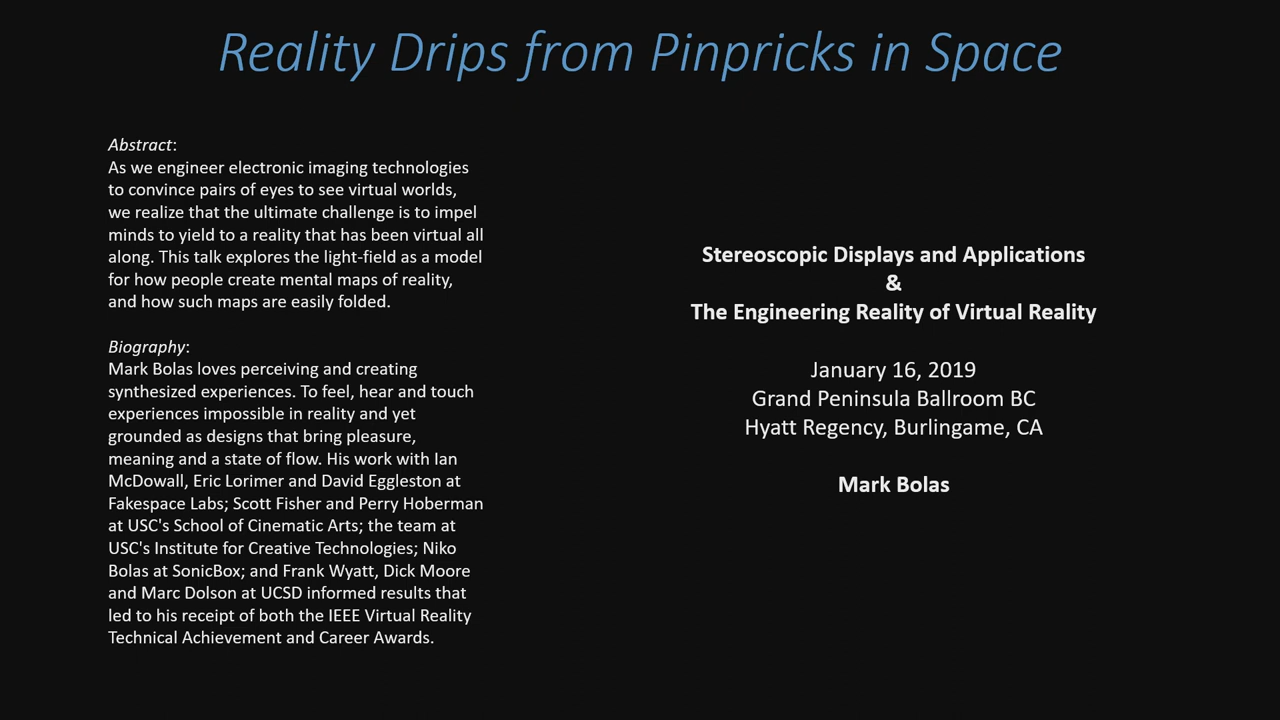 Reality Drips from Pinpricks in Space
Abstract:
As we engineer electronic imaging technologies
to convince pairs of eyes to see virtual worlds,
we realize that the ultimate challenge is to impel
minds to yield to a reality that has been virtual all
along. This talk explores the light-field as a model
for how people create mental maps of reality,
and how such maps are easily folded.
Biography:
Mark Bolas loves perceiving and creating
synthesized experiences. To feel, hear and touch
experiences impossible in reality and yet
grounded as designs that bring pleasure,
meaning and a state of flow. His work with Ian
McDowall, Eric Lorimer and David Eggleston at
Fakespace Labs; Scott Fisher and Perry Hoberman
at USC's School of Cinematic Arts; the team at
USC's Institute for Creative Technologies; Niko
Bolas at SonicBox; and Frank Wyatt, Dick Moore
and Marc Dolson at UCSD informed results that
led to his receipt of both the IEEE Virtual Reality
Technical Achievement and Career Awards.
Stereoscopic Displays and Applications
&
The Engineering Reality of Virtual Reality
January 16, 2019
Grand Peninsula Ballroom BC
Hyatt Regency, Burlingame, CA
Mark Bolas